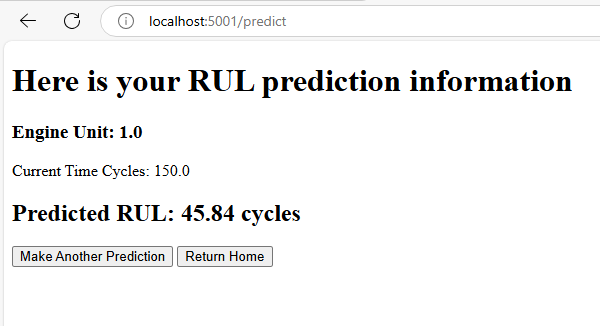 localhost:5001/predict
Here is your RUL prediction information
Engine Unit: 1.0
Current Time Cycles: 150.0
Predicted RUL: 45.84 cycles
Make Another Prediction Return Home